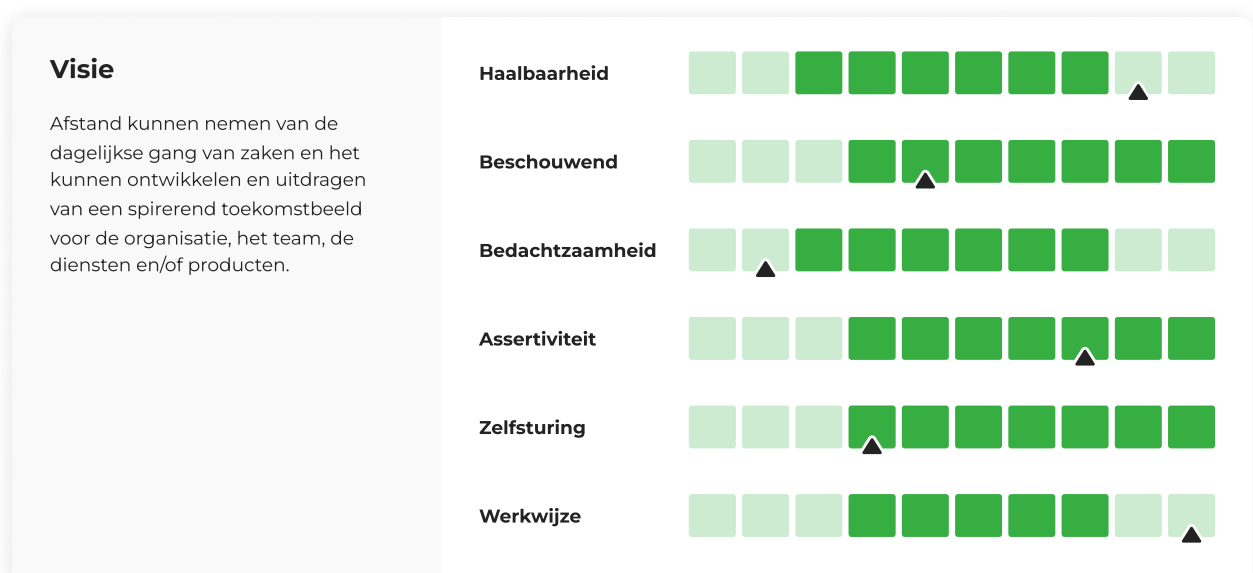 Visie
Afstand kunnen nemen van de
dagelijkse gang van zaken en het
kunnen ontwikkelen en uitdragen
van een spirerend toekomstbeeld
voor de organisatie, het team, de
diensten en/of producten.
Haalbaarheid
Beschouwend
Bedachtzaamheid
Assertiviteit
Zelfsturing
Werkwijze